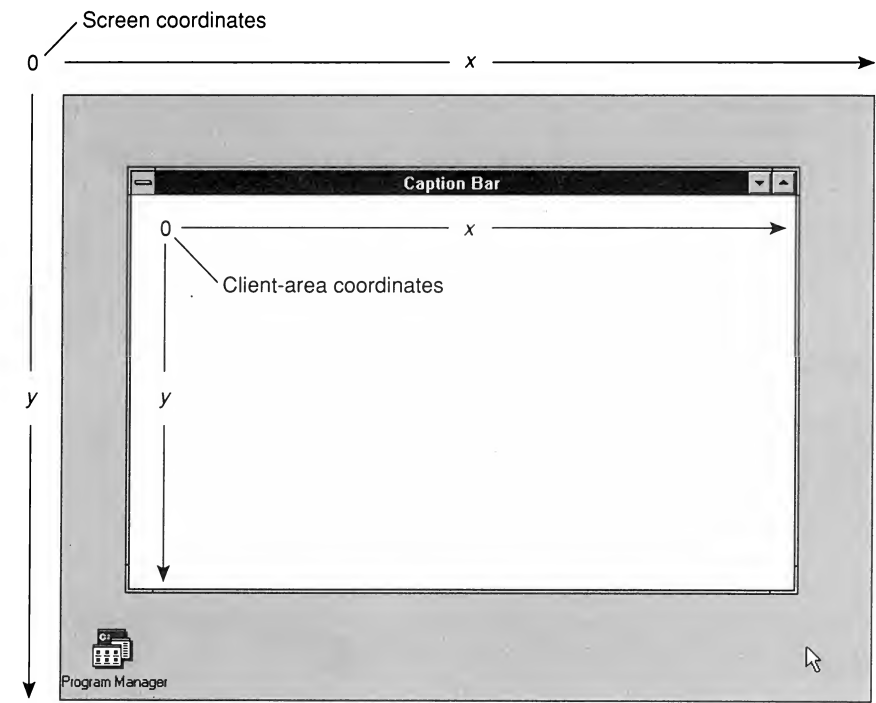 Screen coordinates
0 x
Caption Bar
0 x
Client-area coordinates
y y
C:\
Program Manager